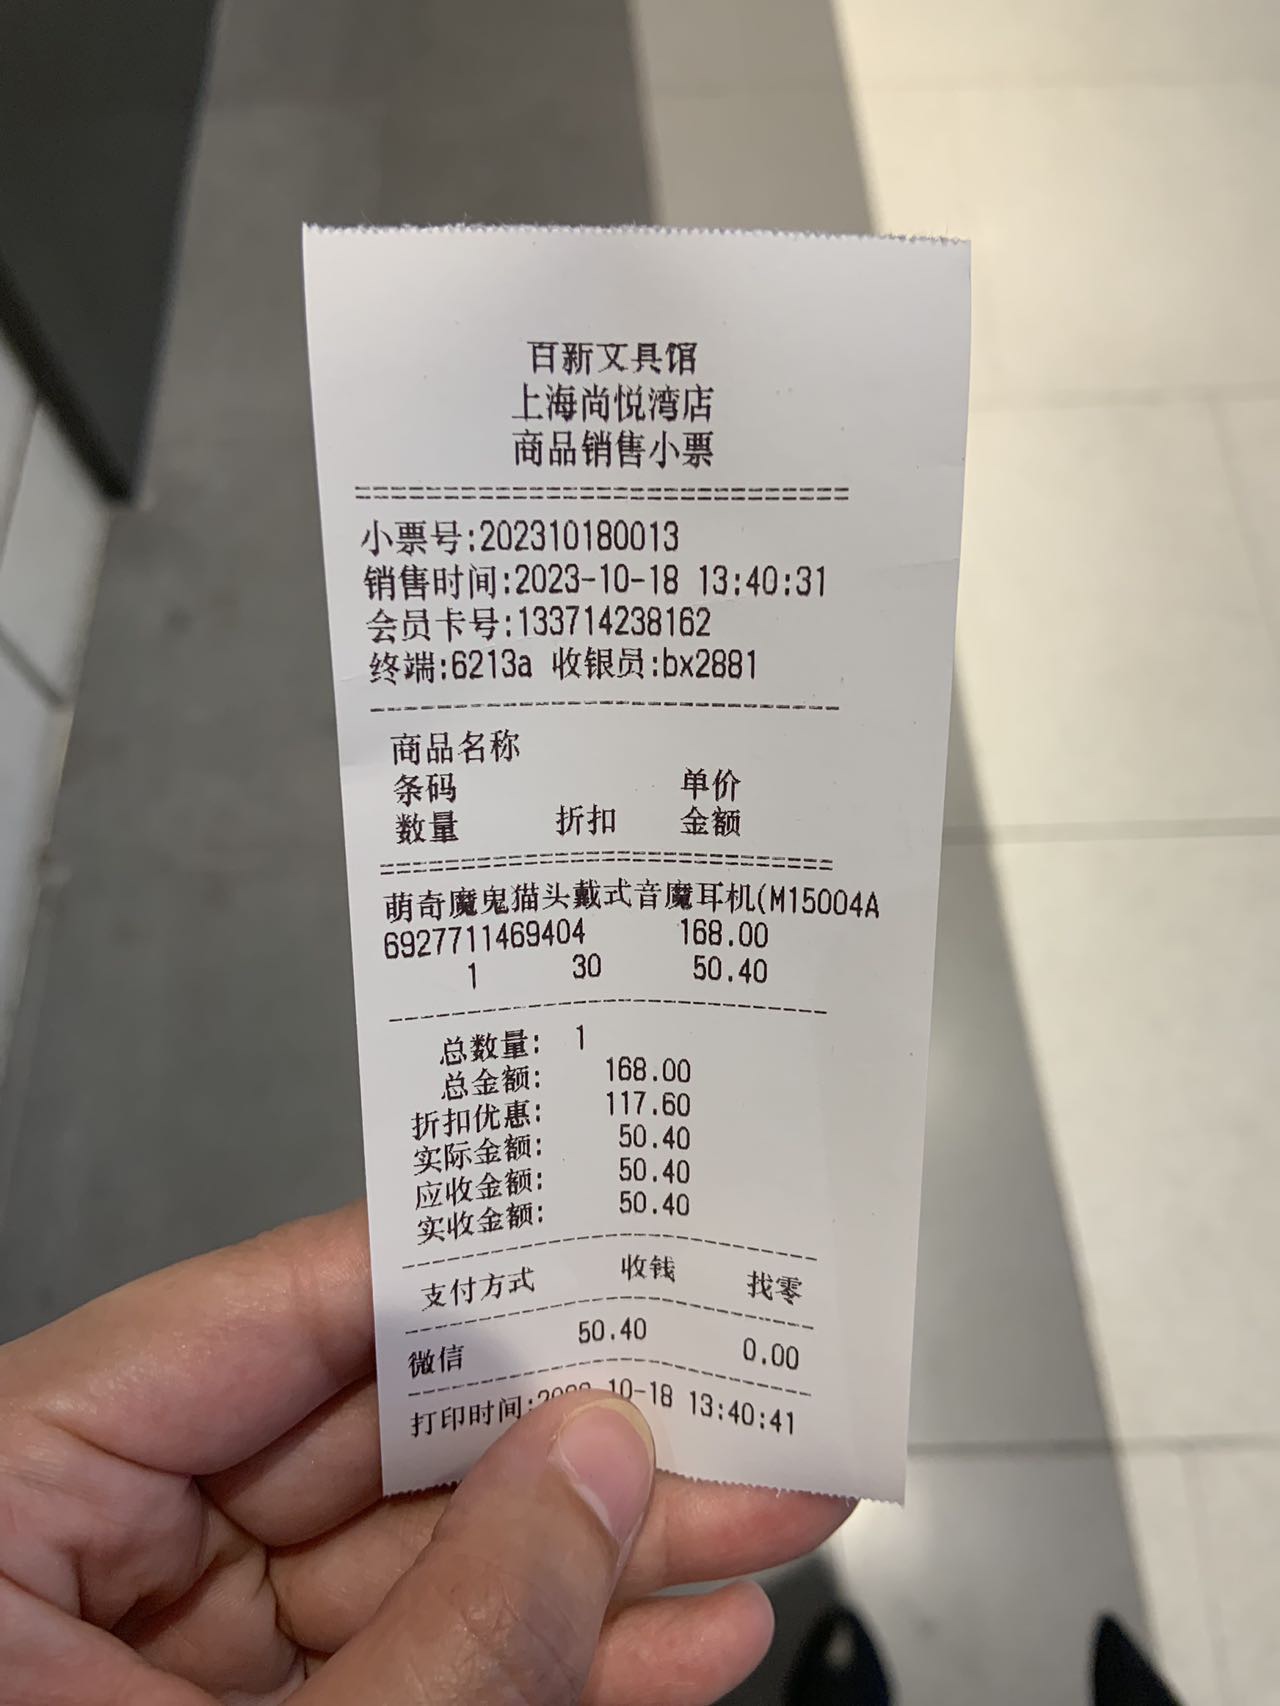 百新文具馆
上海尚悦湾店
商品销售小票
==============================
小票号:202310180013
销售时间:2023-10-18 13:40:31
会员卡号:133714238162
终端:6213a 收银员:bx2881
------------------------------
商品名称
条码 单价
数量 折扣 金额
==============================
萌奇魔鬼猫头戴式音魔耳机(M15004A
6927711469404 168.00
1 30 50.40
------------------------------
总数量: 1
总金额: 168.00
折扣优惠: 117.60
实际金额: 50.40
应收金额: 50.40
实收金额: 50.40
------------------------------
支付方式 收钱 找零
------------------------------
微信 50.40 0.00
------------------------------
打印时间: 10-18 13:40:41